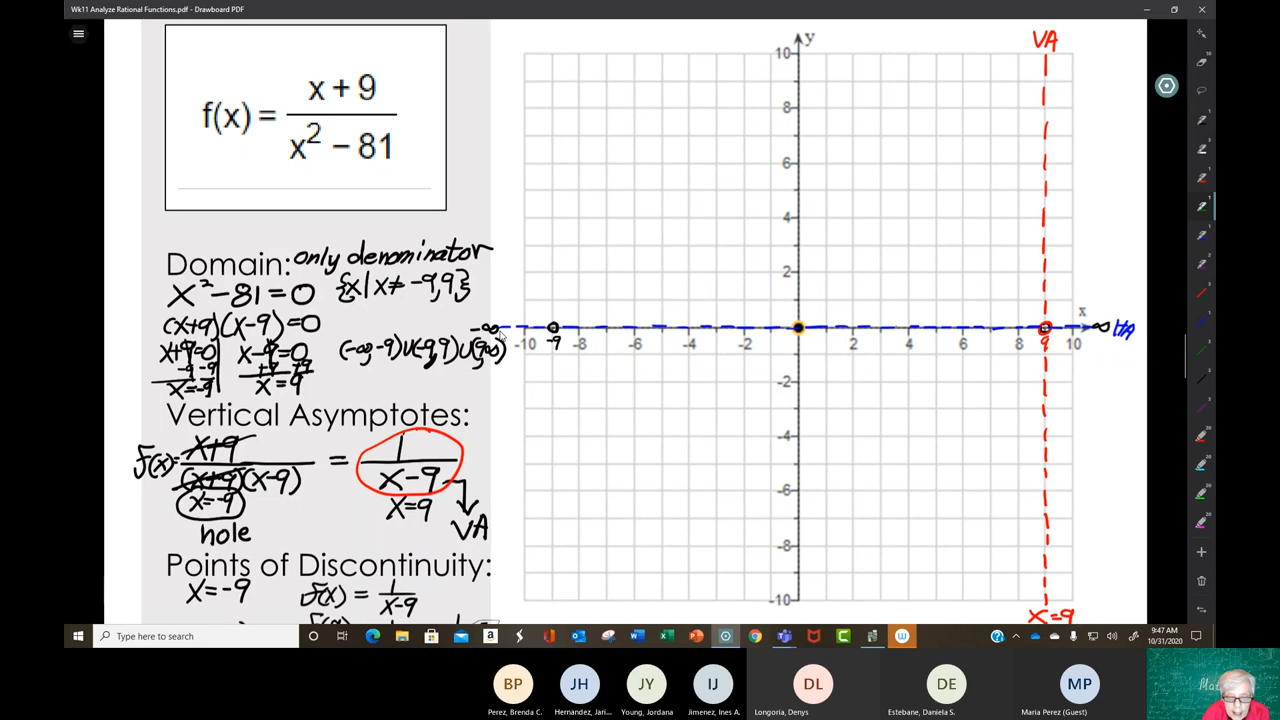 Wk11 Analyze Rational Functions.pdf - Drawboard PDF
f(x) = x + 9
x² − 81
Domain: only denominator
x² - 81 = 0 {x | x ≠ -9, 9}
(x+9)(x-9)=0
x+9=0 x-9=0 (-∞,-9)∪(-9,9)∪(9,∞)
-9 -9 +9 +9
x=-9 x=9
Vertical Asymptotes:
f(x)= x+9 = 1
(x+9)(x-9) x-9
x=-9 x=9
hole VA
Points of Discontinuity:
x=-9 f(x) = 1
x-9
VA
y
10
8
6
4
2
x
-∞ ∞ HA
-10 -8 -6 -4 -2 2 4 6 8 10
-9 9
-2
-4
-6
-8
-10
x=9
Type here to search
9:47 AM
10/31/2020
BP JH JY IJ DL DE MP
Perez, Brenda C. Hernandez, Jari... Young, Jordana Jimenez, Ines A. Longoria, Denys Estebane, Daniela S. Maria Perez (Guest)